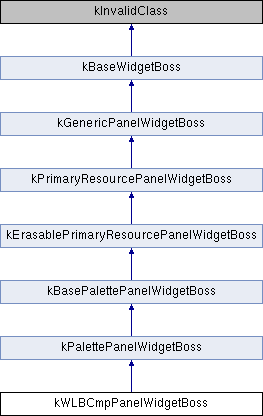 kInvalidClass
kBaseWidgetBoss
kGenericPanelWidgetBoss
kPrimaryResourcePanelWidgetBoss
kErasablePrimaryResourcePanelWidgetBoss
kBasePalettePanelWidgetBoss
kPalettePanelWidgetBoss
kWLBCmpPanelWidgetBoss